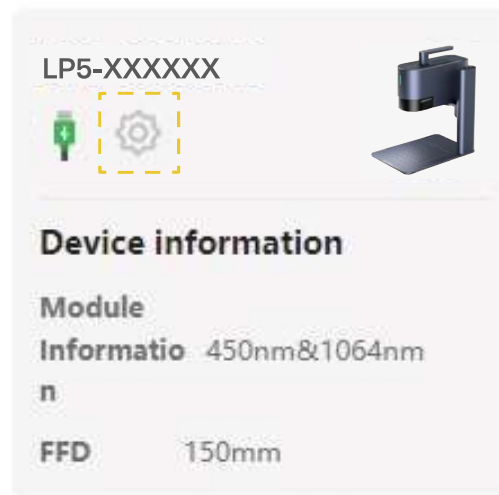 LP5-XXXXXX
Device information
Module
Informatio 450nm&1064nm
n
FFD 150mm